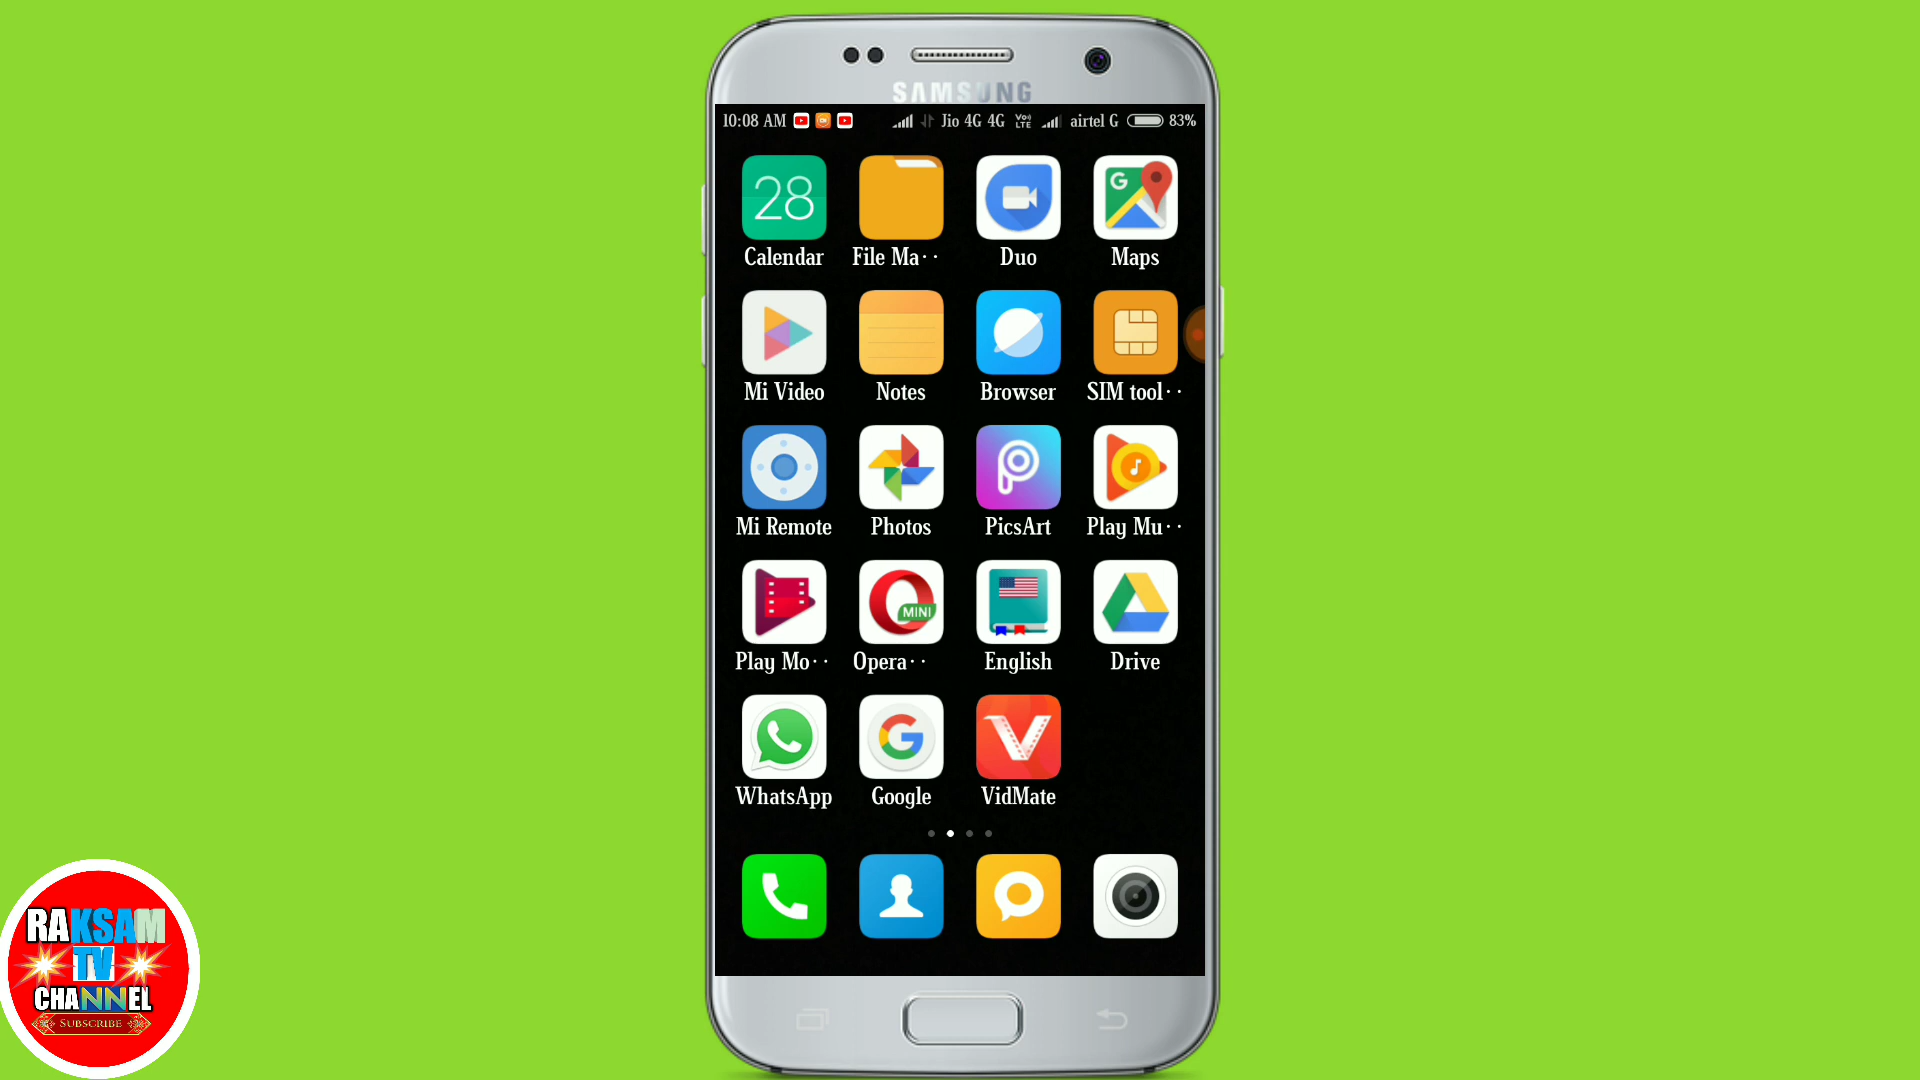 SAMSUNG
10:08 AM Jio 4G 4G Vo) LTE airtel G 83%
28 G
Calendar File Ma·· Duo Maps
Mi Video Notes Browser SIM tool··
Mi Remote Photos PicsArt Play Mu··
MINI
Play Mo·· Opera·· English Drive
WhatsApp Google VidMate
RAKSAM
TV
CHANNEL
SUBSCRIBE